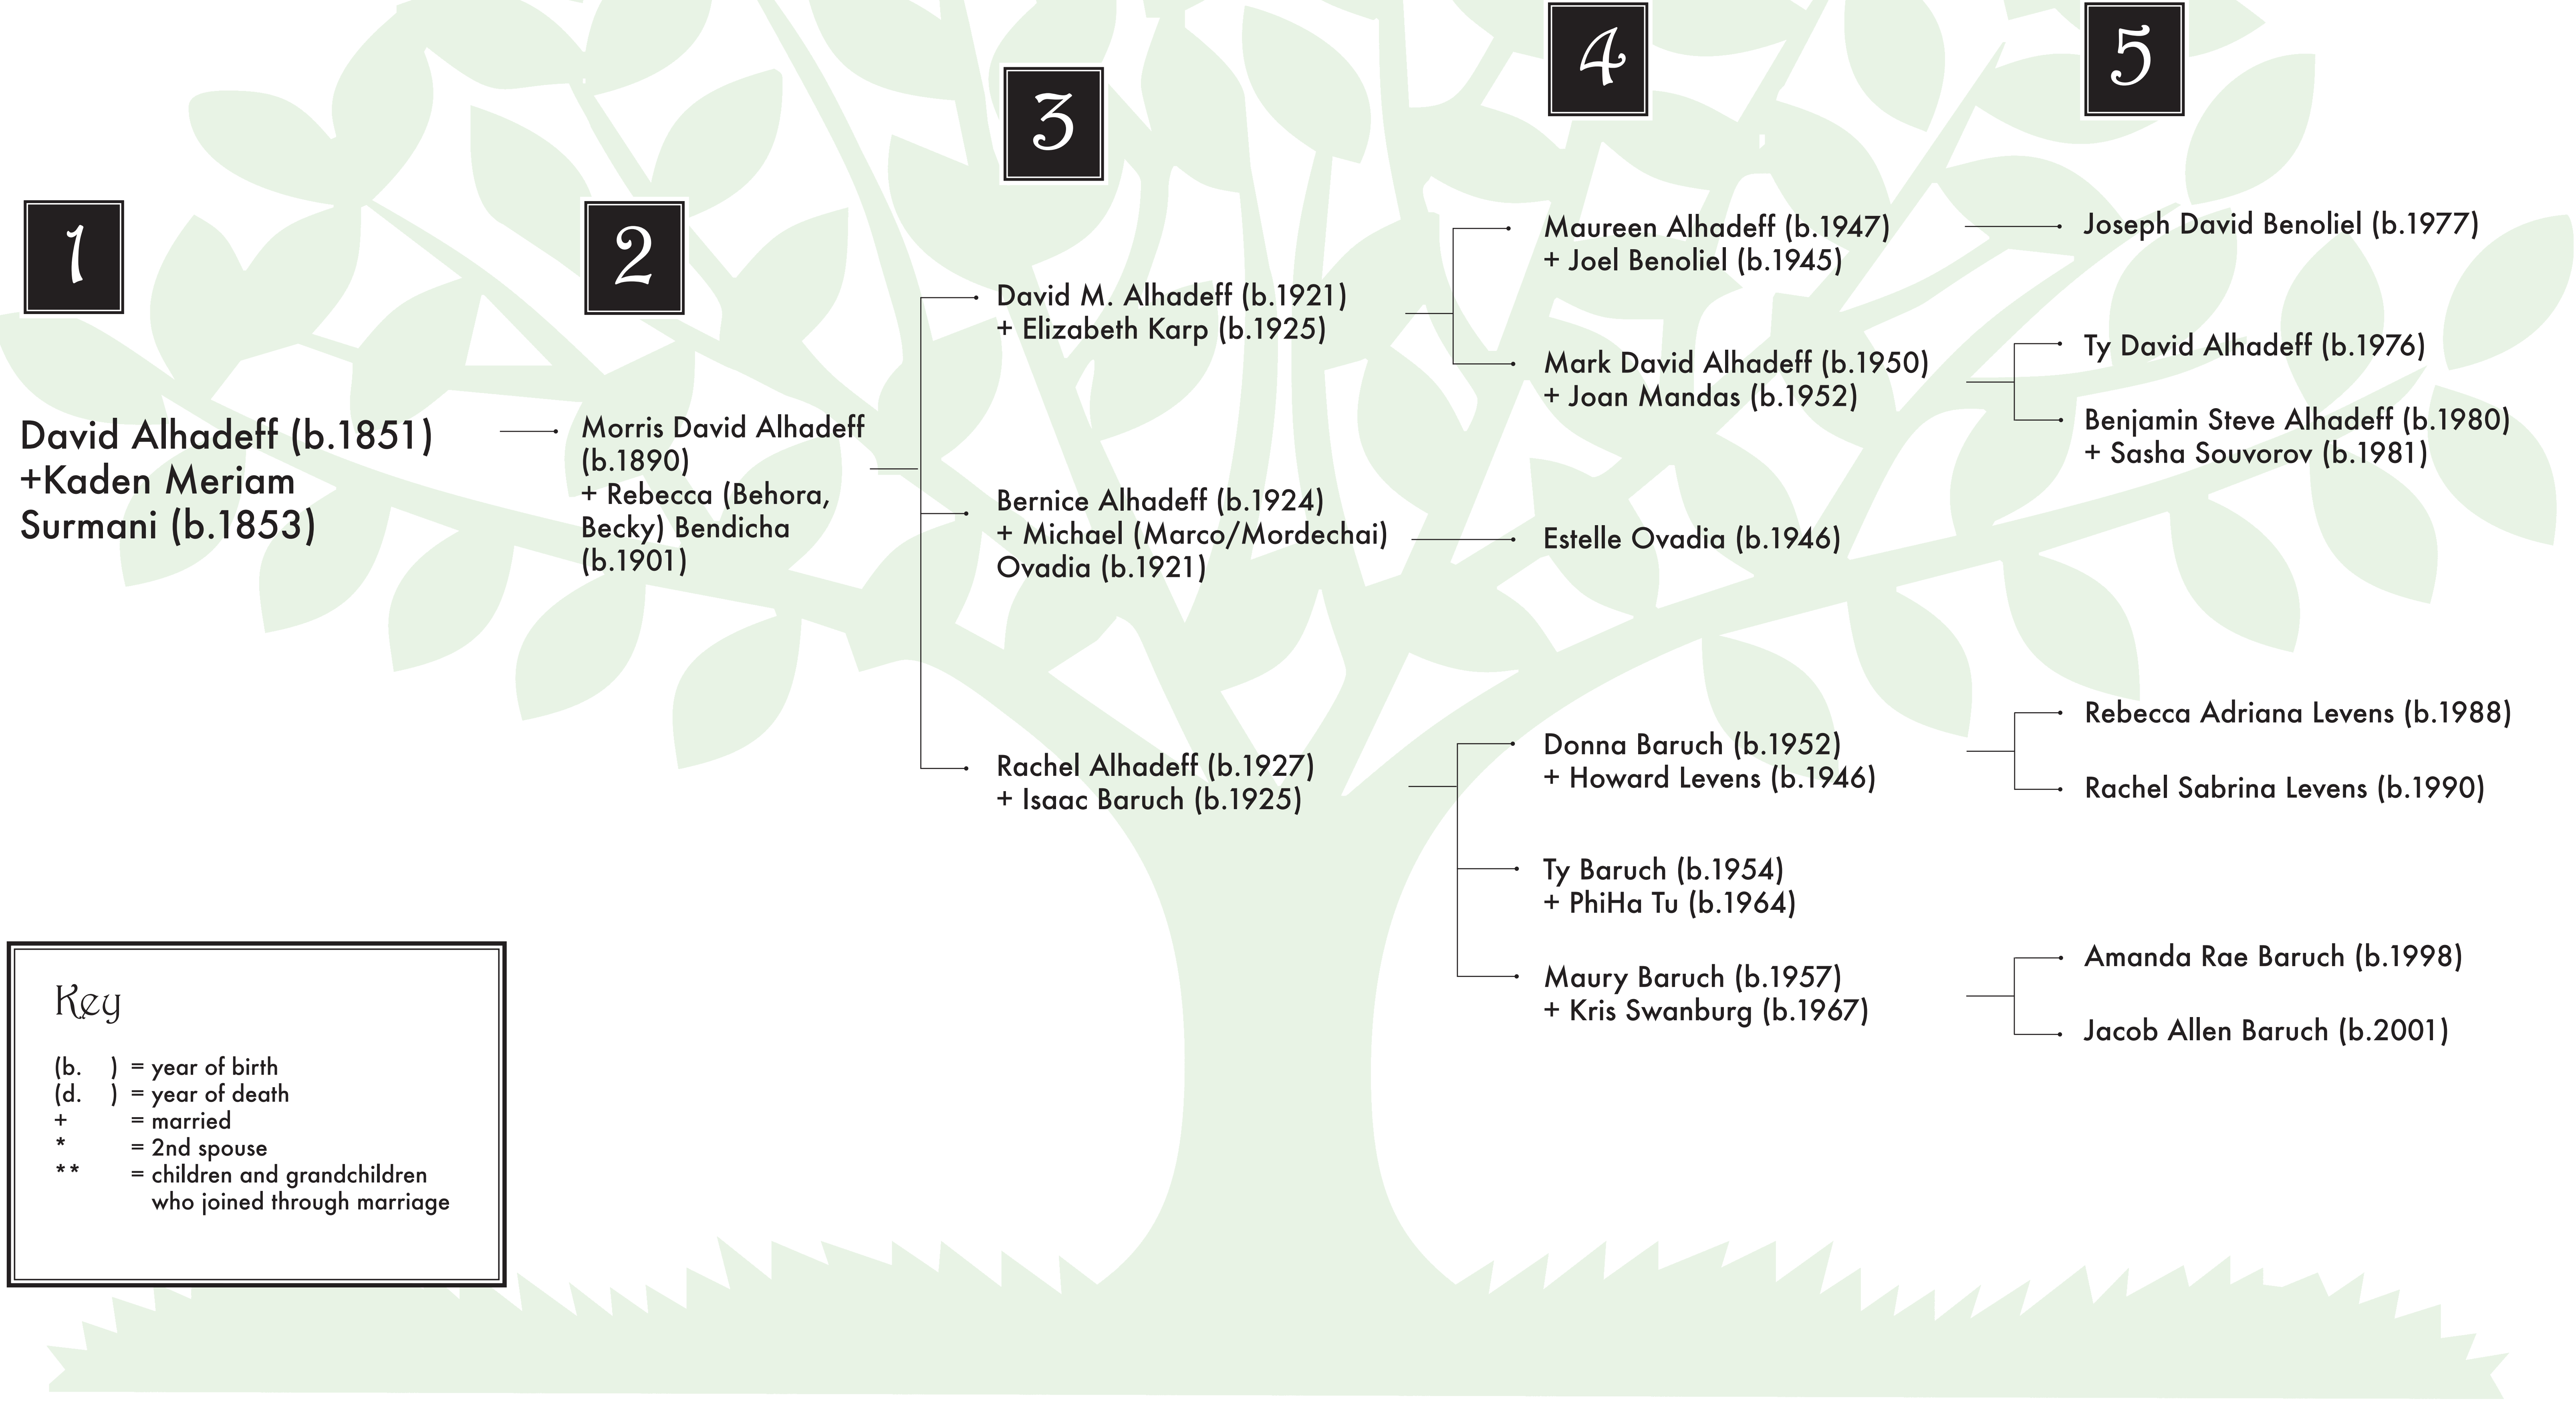 1
2
3
4
5
David Alhadeff (b.1851)
+Kaden Meriam
Surmani (b.1853)
Morris David Alhadeff
(b.1890)
+ Rebecca (Behora,
Becky) Bendicha
(b.1901)
David M. Alhadeff (b.1921)
+ Elizabeth Karp (b.1925)
Bernice Alhadeff (b.1924)
+ Michael (Marco/Mordechai)
Ovadia (b.1921)
Rachel Alhadeff (b.1927)
+ Isaac Baruch (b.1925)
Maureen Alhadeff (b.1947)
+ Joel Benoliel (b.1945)
Mark David Alhadeff (b.1950)
+ Joan Mandas (b.1952)
Estelle Ovadia (b.1946)
Donna Baruch (b.1952)
+ Howard Levens (b.1946)
Ty Baruch (b.1954)
+ PhiHa Tu (b.1964)
Maury Baruch (b.1957)
+ Kris Swanburg (b.1967)
Joseph David Benoliel (b.1977)
Ty David Alhadeff (b.1976)
Benjamin Steve Alhadeff (b.1980)
+ Sasha Souvorov (b.1981)
Rebecca Adriana Levens (b.1988)
Rachel Sabrina Levens (b.1990)
Amanda Rae Baruch (b.1998)
Jacob Allen Baruch (b.2001)
Key
(b. ) = year of birth
(d. ) = year of death
+ = married
* = 2nd spouse
** = children and grandchildren
who joined through marriage